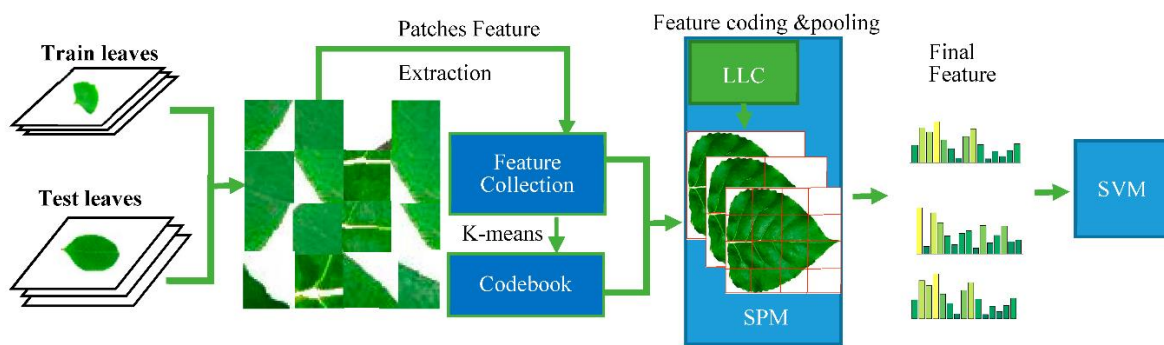 Train leaves
Test leaves
Patches Feature
Extraction
Feature
Collection
K-means
Codebook
Feature coding &pooling
LLC
SPM
Final
Feature
SVM